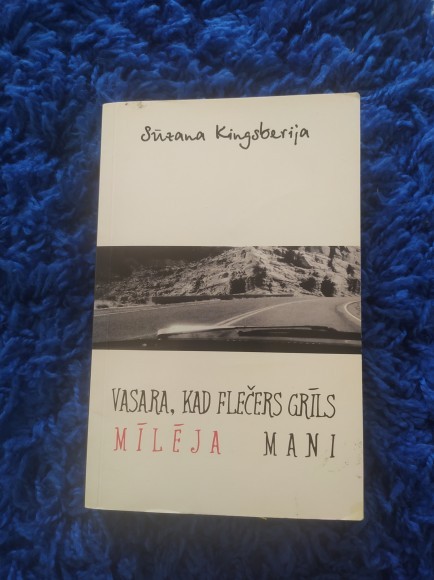 Sūzana Kingsberija
VASARA, KAD FLEČERS GRĪLS
MĪLĒJA MANI